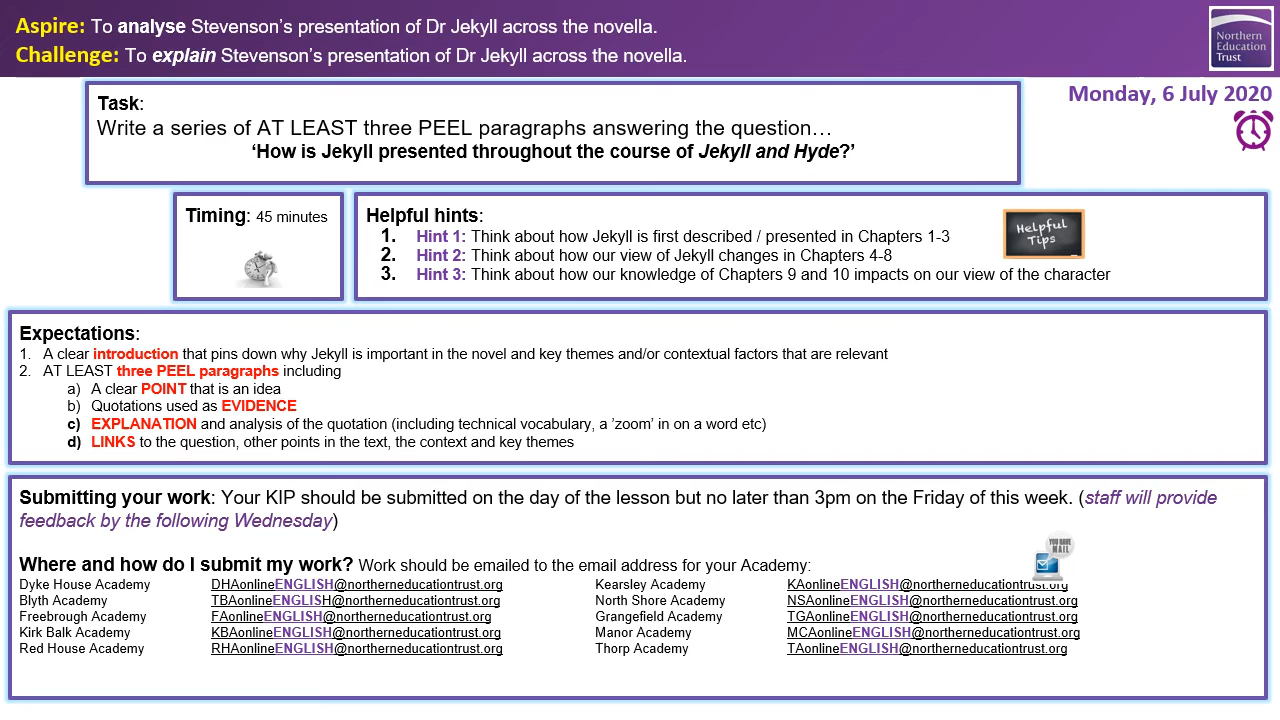 Aspire: To analyse Stevenson's presentation of Dr Jekyll across the novella.
Challenge: To explain Stevenson's presentation of Dr Jekyll across the novella.
Northern
Education
Trust
Monday, 6 July 2020
Task:
Write a series of AT LEAST three PEEL paragraphs answering the question…
‘How is Jekyll presented throughout the course of Jekyll and Hyde?’
Timing: 45 minutes
Helpful hints:
1. Hint 1: Think about how Jekyll is first described / presented in Chapters 1-3
2. Hint 2: Think about how our view of Jekyll changes in Chapters 4-8
3. Hint 3: Think about how our knowledge of Chapters 9 and 10 impacts on our view of the character
Helpful
Tips
Expectations:
1. A clear introduction that pins down why Jekyll is important in the novel and key themes and/or contextual factors that are relevant
2. AT LEAST three PEEL paragraphs including
a) A clear POINT that is an idea
b) Quotations used as EVIDENCE
c) EXPLANATION and analysis of the quotation (including technical vocabulary, a ’zoom’ in on a word etc)
d) LINKS to the question, other points in the text, the context and key themes
Submitting your work: Your KIP should be submitted on the day of the lesson but no later than 3pm on the Friday of this week. (staff will provide
feedback by the following Wednesday)
YOU HAVE
MAIL
Where and how do I submit my work? Work should be emailed to the email address for your Academy:
Dyke House Academy DHAonlineENGLISH@northerneducationtrust.org Kearsley Academy KAonlineENGLISH@northerneducationtrust.org
Blyth Academy TBAonlineENGLISH@northerneducationtrust.org North Shore Academy NSAonlineENGLISH@northerneducationtrust.org
Freebrough Academy FAonlineENGLISH@northerneducationtrust.org Grangefield Academy TGAonlineENGLISH@northerneducationtrust.org
Kirk Balk Academy KBAonlineENGLISH@northerneducationtrust.org Manor Academy MCAonlineENGLISH@northerneducationtrust.org
Red House Academy RHAonlineENGLISH@northerneducationtrust.org Thorp Academy TAonlineENGLISH@northerneducationtrust.org